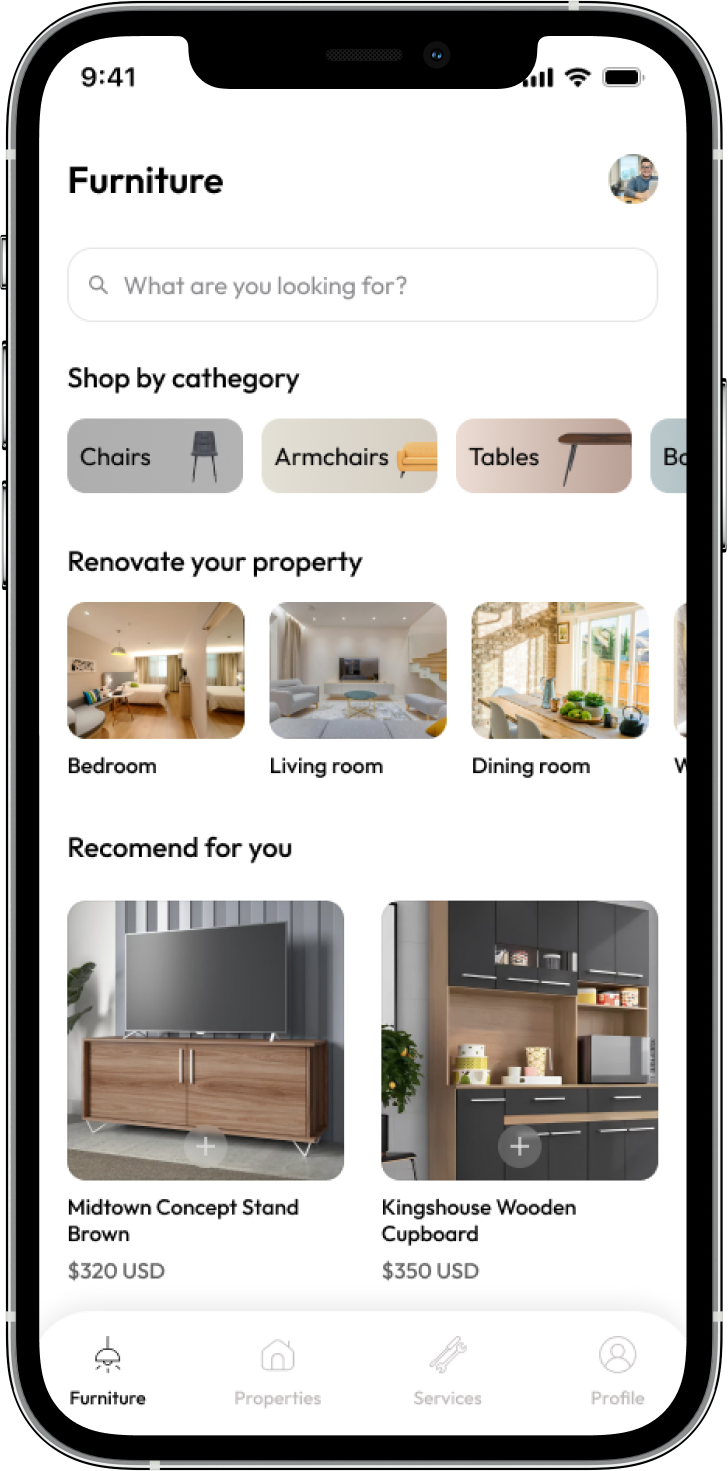 9:41
Furniture
What are you looking for?
Shop by cathegory
Chairs
Armchairs
Tables
Renovate your property
Bedroom
Living room
Dining room
Recomend for you
Midtown Concept Stand
Brown
$320 USD
Kingshouse Wooden
Cupboard
$350 USD
Furniture
Properties
Services
Profile